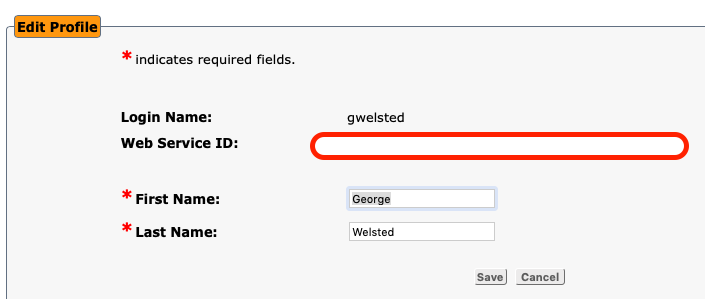 Edit Profile
* indicates required fields.
Login Name: gwelsted
Web Service ID:
* First Name: George
* Last Name: Welsted
Save Cancel